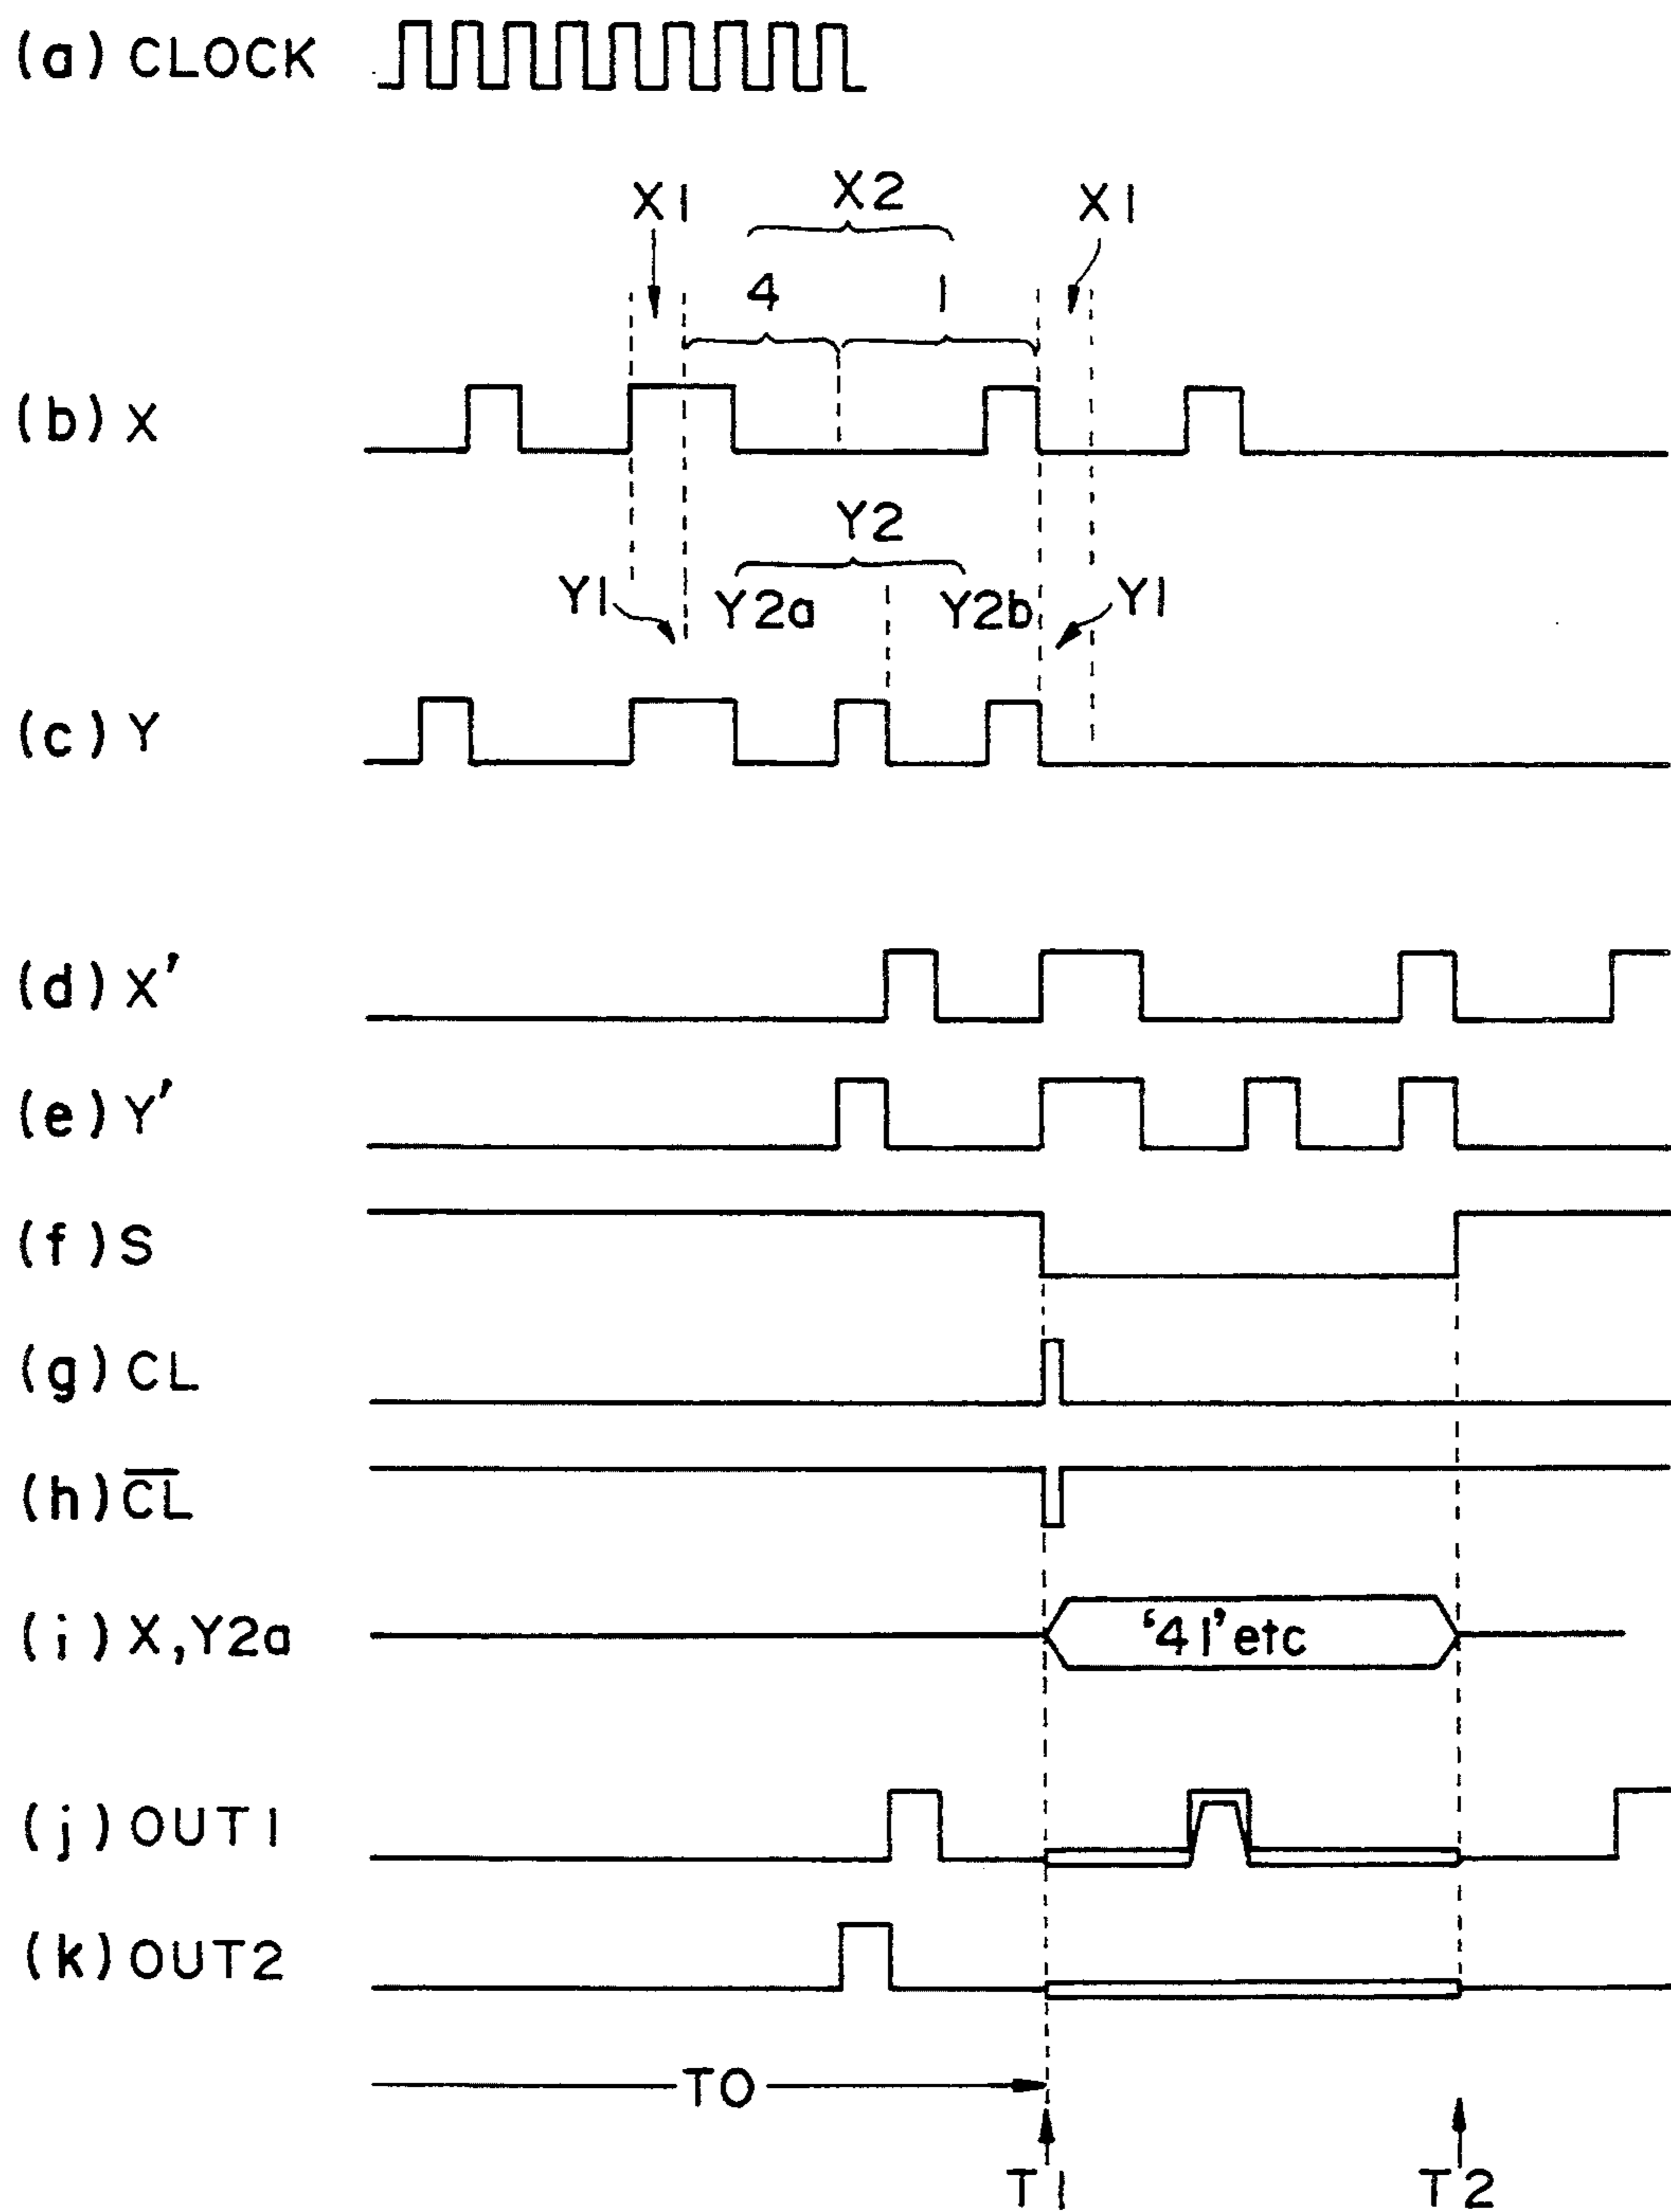 (a) CLOCK
X1 X2 X1
4 1
(b) X
Y2
Y1 Y2a Y2b Y1
(c) Y
(d) X'
(e) Y'
(f) S
(g) CL
(h) C̅L̅
(i) X, Y2a '41' etc
(j) OUT1
(k) OUT2
T0
T1 T2